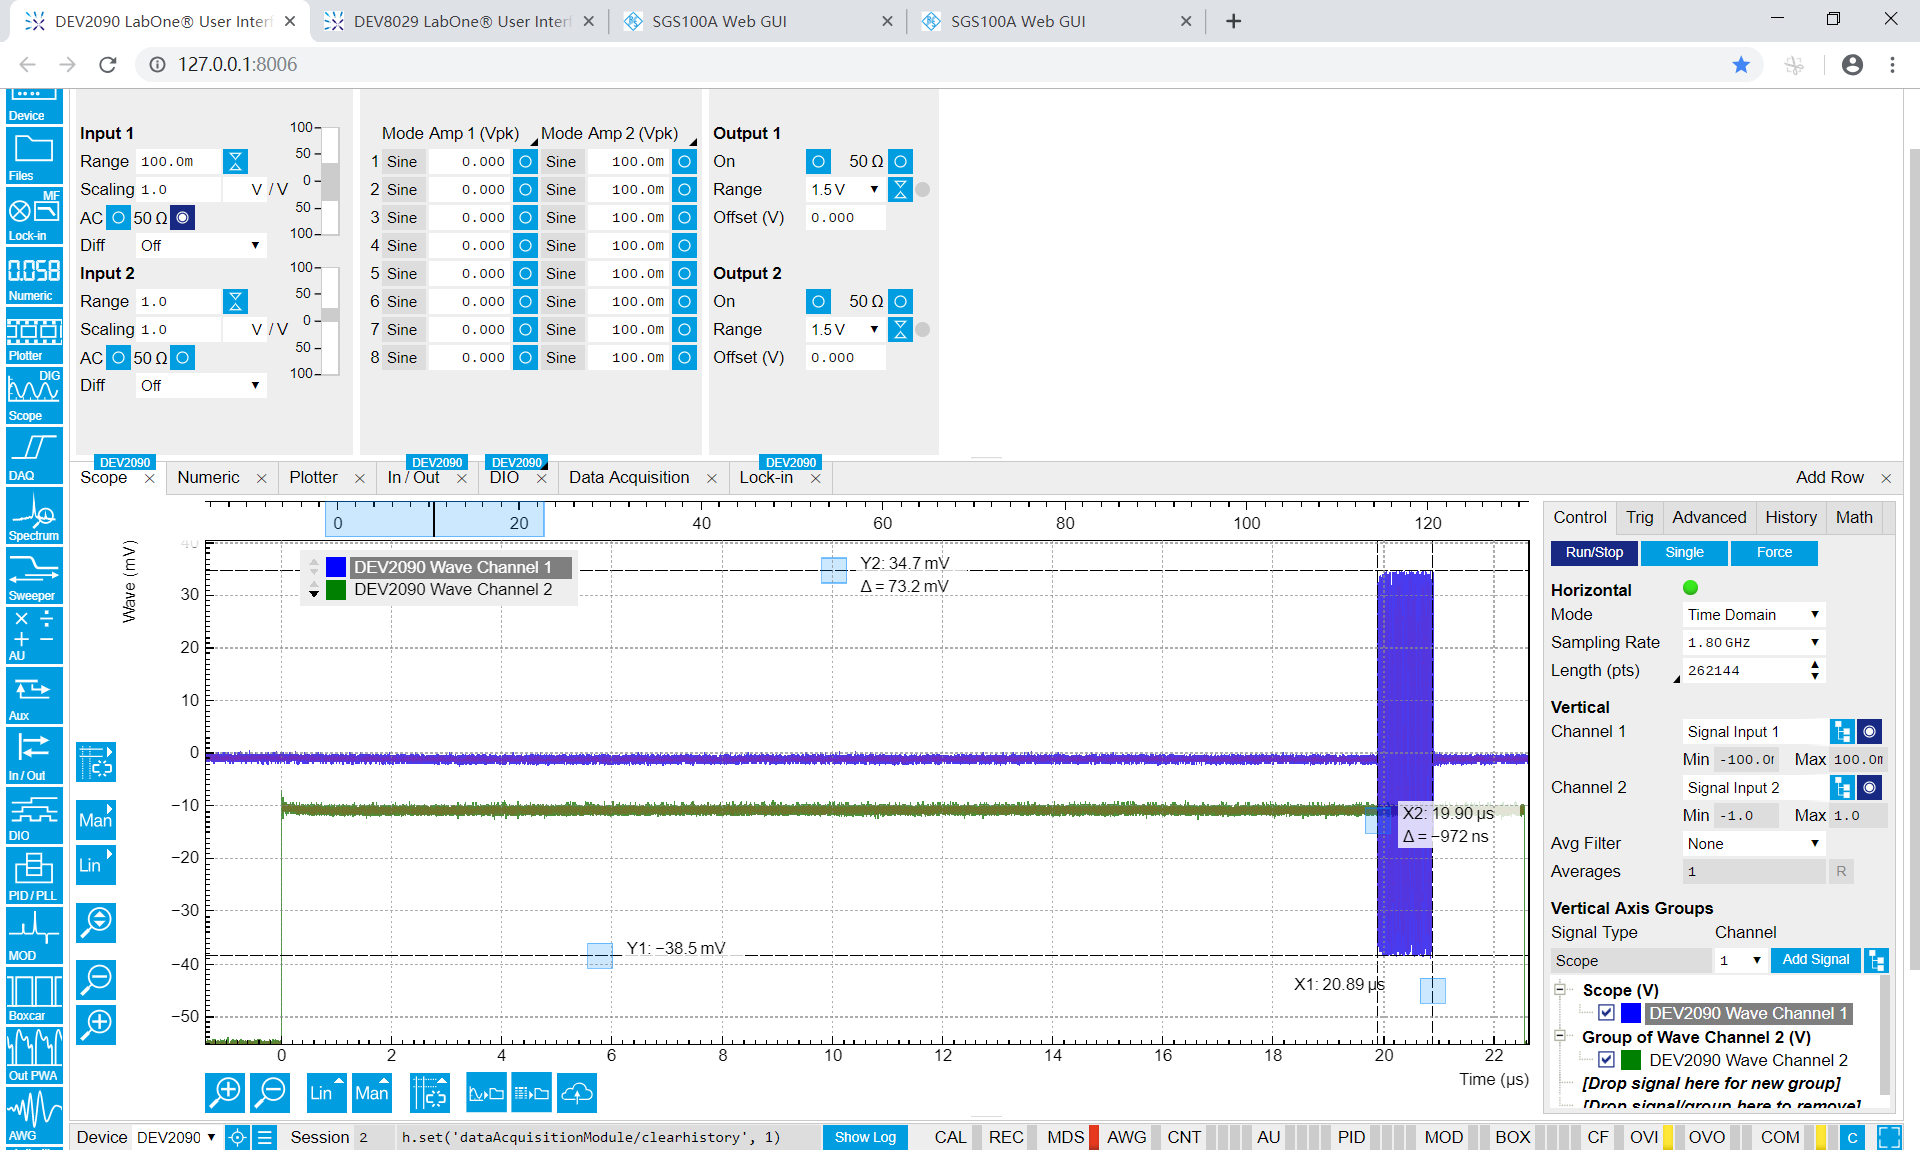 DEV2090 LabOne® User Interf
DEV8029 LabOne® User Interf
SGS100A Web GUI
SGS100A Web GUI
127.0.0.1:8006
Device
Files
MF
Lock-in
Numeric
Plotter
DIG
Scope
DAQ
Spectrum
Sweeper
AU
Aux
In / Out
DIO
PID / PLL
MOD
Boxcar
Out PWA
AWG
Input 1
Range 100.0m
Scaling 1.0 V / V
AC 50 Ω
Diff Off
100
50
0
50
100
Input 2
Range 1.0
Scaling 1.0 V / V
AC 50 Ω
Diff Off
100
50
0
50
100
Mode Amp 1 (Vpk) Mode Amp 2 (Vpk)
1 Sine 0.000 Sine 100.0m
2 Sine 0.000 Sine 100.0m
3 Sine 0.000 Sine 100.0m
4 Sine 0.000 Sine 100.0m
5 Sine 0.000 Sine 100.0m
6 Sine 0.000 Sine 100.0m
7 Sine 0.000 Sine 100.0m
8 Sine 0.000 Sine 100.0m
Output 1
On 50 Ω
Range 1.5 V
Offset (V) 0.000
Output 2
On 50 Ω
Range 1.5 V
Offset (V) 0.000
DEV2090 DEV2090 DEV2090 DEV2090
Scope Numeric Plotter In / Out DIO Data Acquisition Lock-in Add Row
0 20 40 60 80 100 120
Wave (mV)
40
30
20
10
0
−10
−20
−30
−40
−50
DEV2090 Wave Channel 1
DEV2090 Wave Channel 2
Y2: 34.7 mV
Δ = 73.2 mV
X2: 19.90 µs
Δ = −972 ns
Y1: −38.5 mV
X1: 20.89 µs
0 2 4 6 8 10 12 14 16 18 20 22
Time (µs)
Man
Lin
Lin Man
Control Trig Advanced History Math
Run/Stop Single Force
Horizontal
Mode Time Domain
Sampling Rate 1.80 GHz
Length (pts) 262144
Vertical
Channel 1 Signal Input 1
Min -100.0m Max 100.0m
Channel 2 Signal Input 2
Min -1.0 Max 1.0
Avg Filter None
Averages 1 R
Vertical Axis Groups
Signal Type Channel
Scope 1 Add Signal
Scope (V)
DEV2090 Wave Channel 1
Group of Wave Channel 2 (V)
DEV2090 Wave Channel 2
[Drop signal here for new group]
[Drop signal/group here to remove]
Device DEV2090 Session 2 h.set('dataAcquisitionModule/clearhistory', 1) Show Log CAL REC MDS AWG CNT AU PID MOD BOX CF OVI OVO COM C